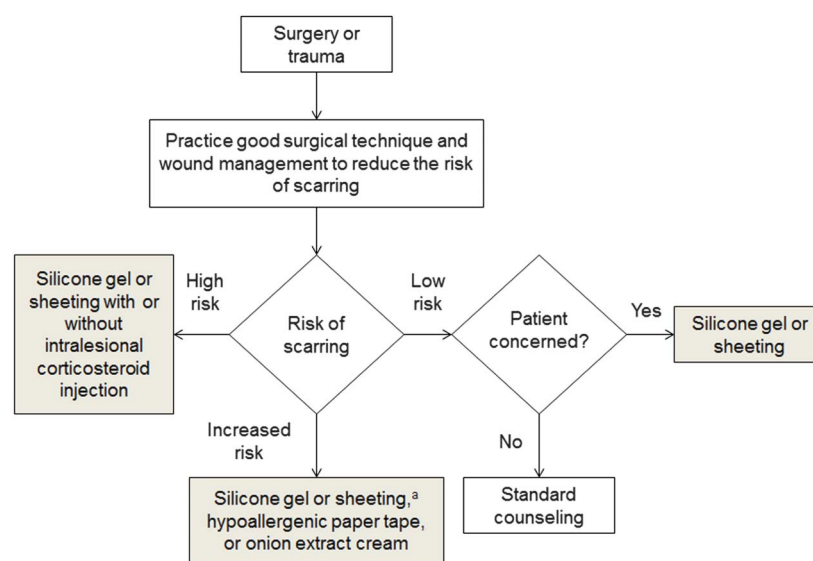 Surgery or
trauma
Practice good surgical technique and
wound management to reduce the risk
of scarring
Silicone gel or
sheeting with or
without
intralesional
corticosteroid
injection
High
risk
Risk of
scarring
Low
risk
Patient
concerned?
Yes
Silicone gel or
sheeting
Increased
risk
No
Silicone gel or sheeting,ᵃ
hypoallergenic paper tape,
or onion extract cream
Standard
counseling